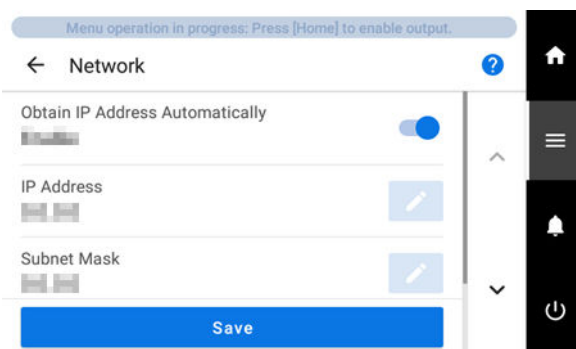 Menu operation in progress: Press [Home] to enable output.
Network
Obtain IP Address Automatically
IP Address
Subnet Mask
Save